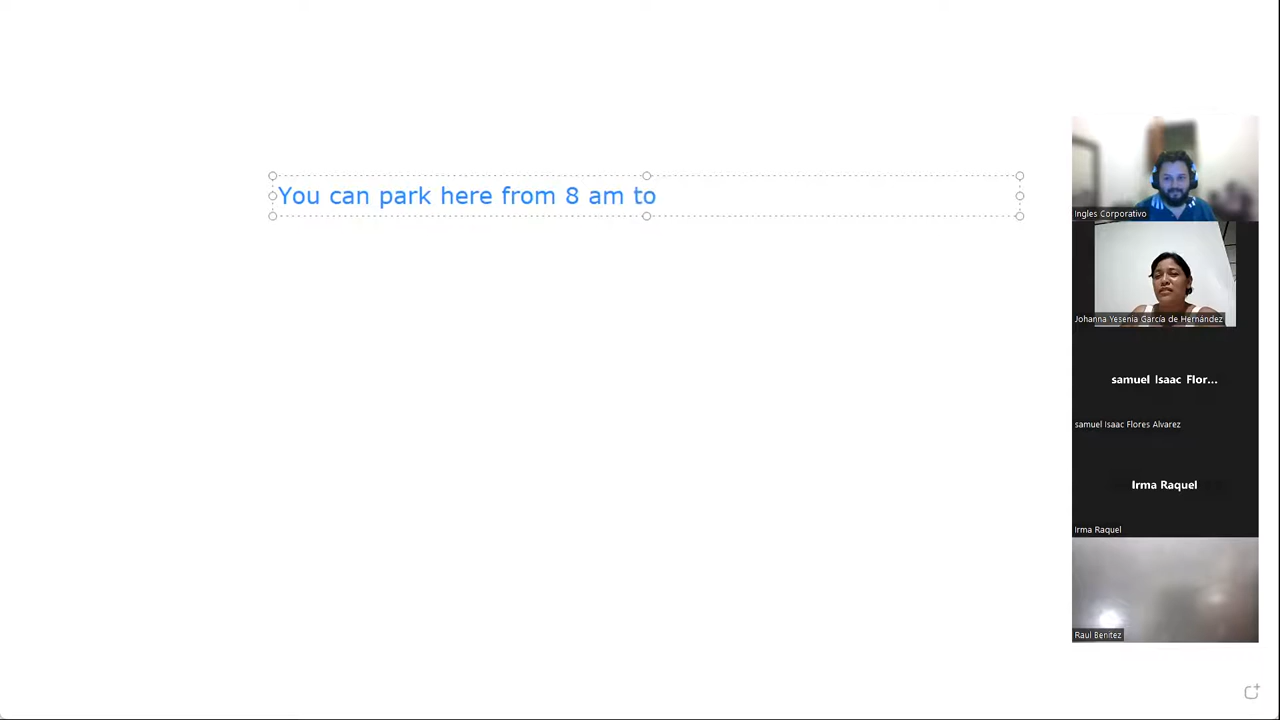 You can park here from 8 am to
Ingles Corporativo
Johanna Yesenia García de Hernández
samuel Isaac Flor...
samuel Isaac Flores Alvarez
Irma Raquel
Irma Raquel
Raul Benitez